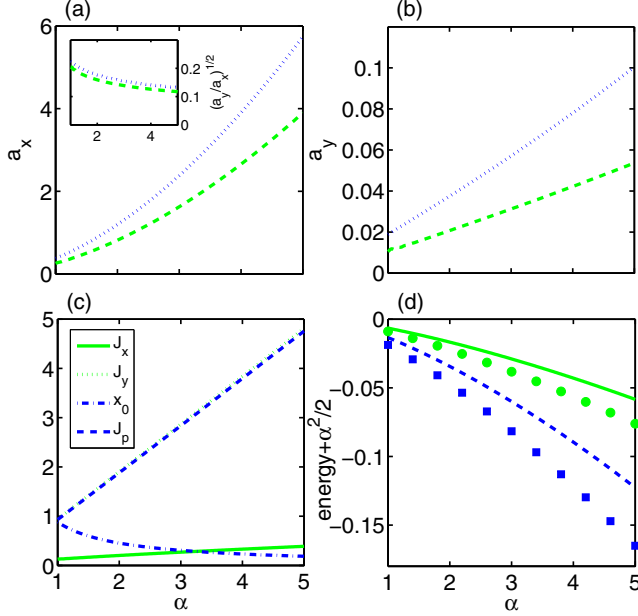 (a)
6
4
2
0
a_x
0.2
0.1
0
(a_y/a_x)^{1/2}
2
4
(b)
0.1
0.08
0.06
0.04
0.02
0
a_y
(c)
5
4
3
2
1
0
J_x
J_y
x_0
J_p
1
2
3
4
5
α
(d)
−0
−0.05
−0.1
−0.15
energy+α²/2
1
2
3
4
5
α